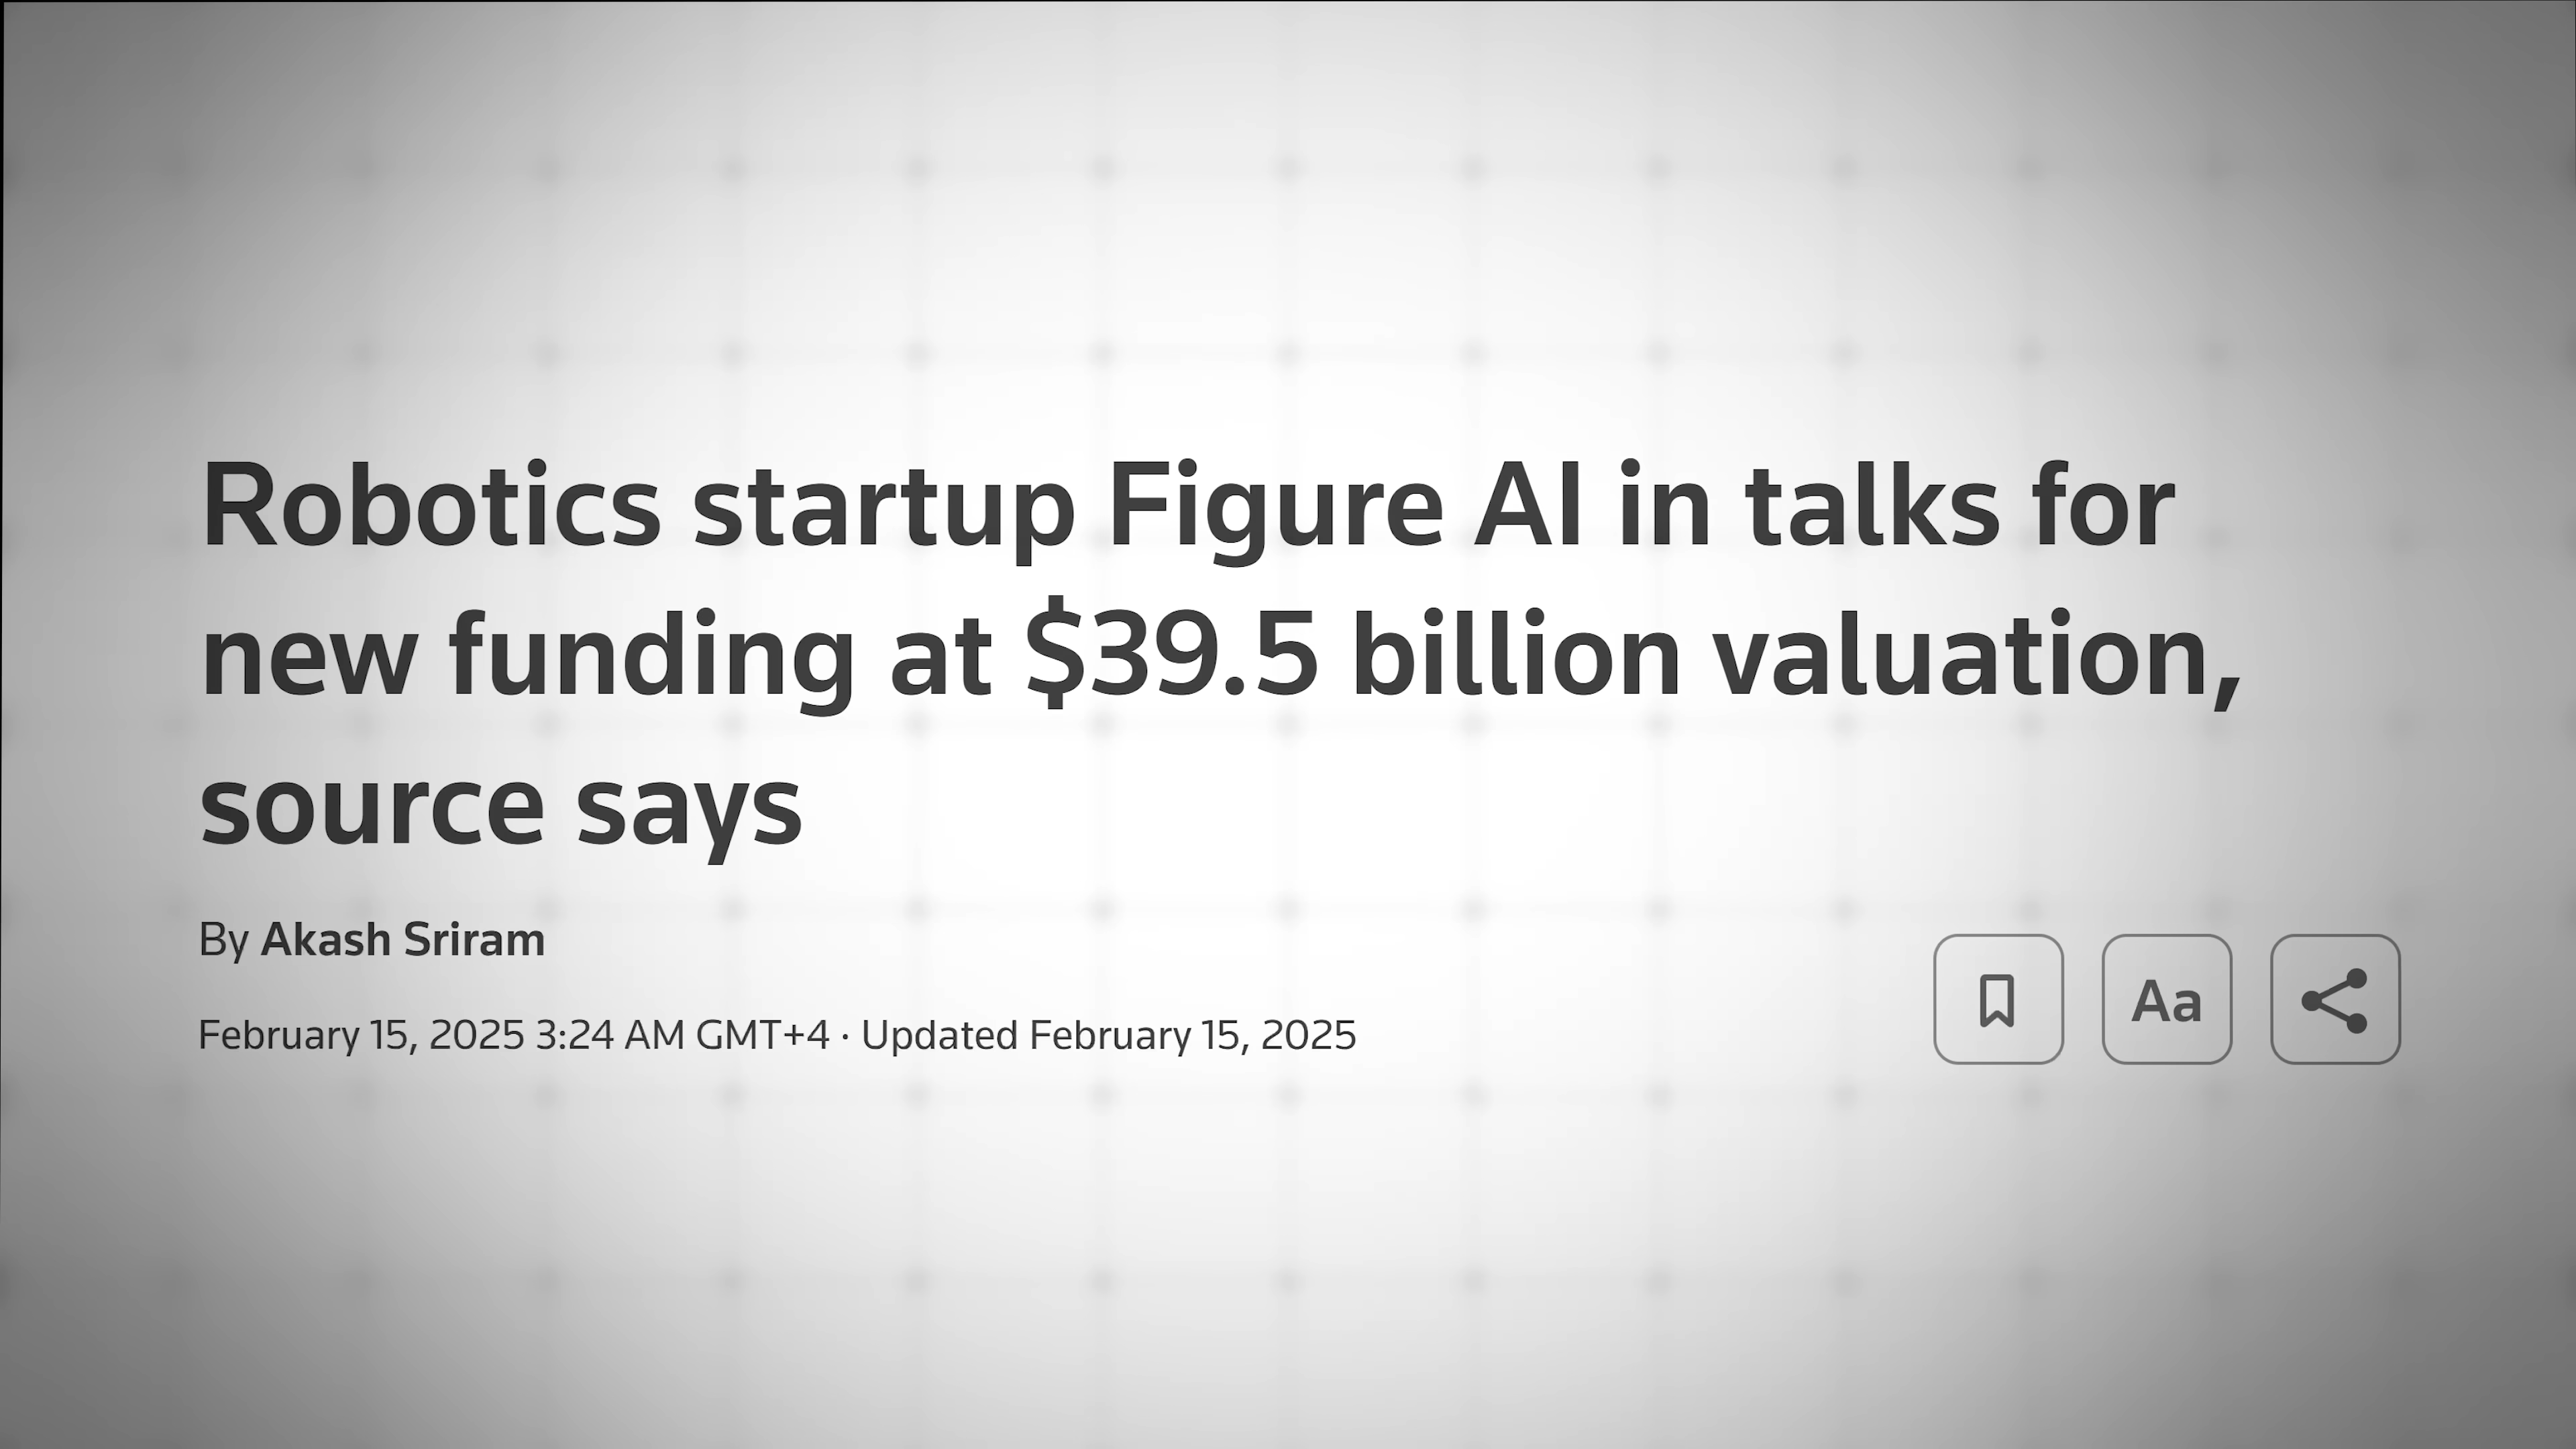 Robotics startup Figure AI in talks for
new funding at $39.5 billion valuation,
source says
By Akash Sriram
February 15, 2025 3:24 AM GMT+4 · Updated February 15, 2025
Aa